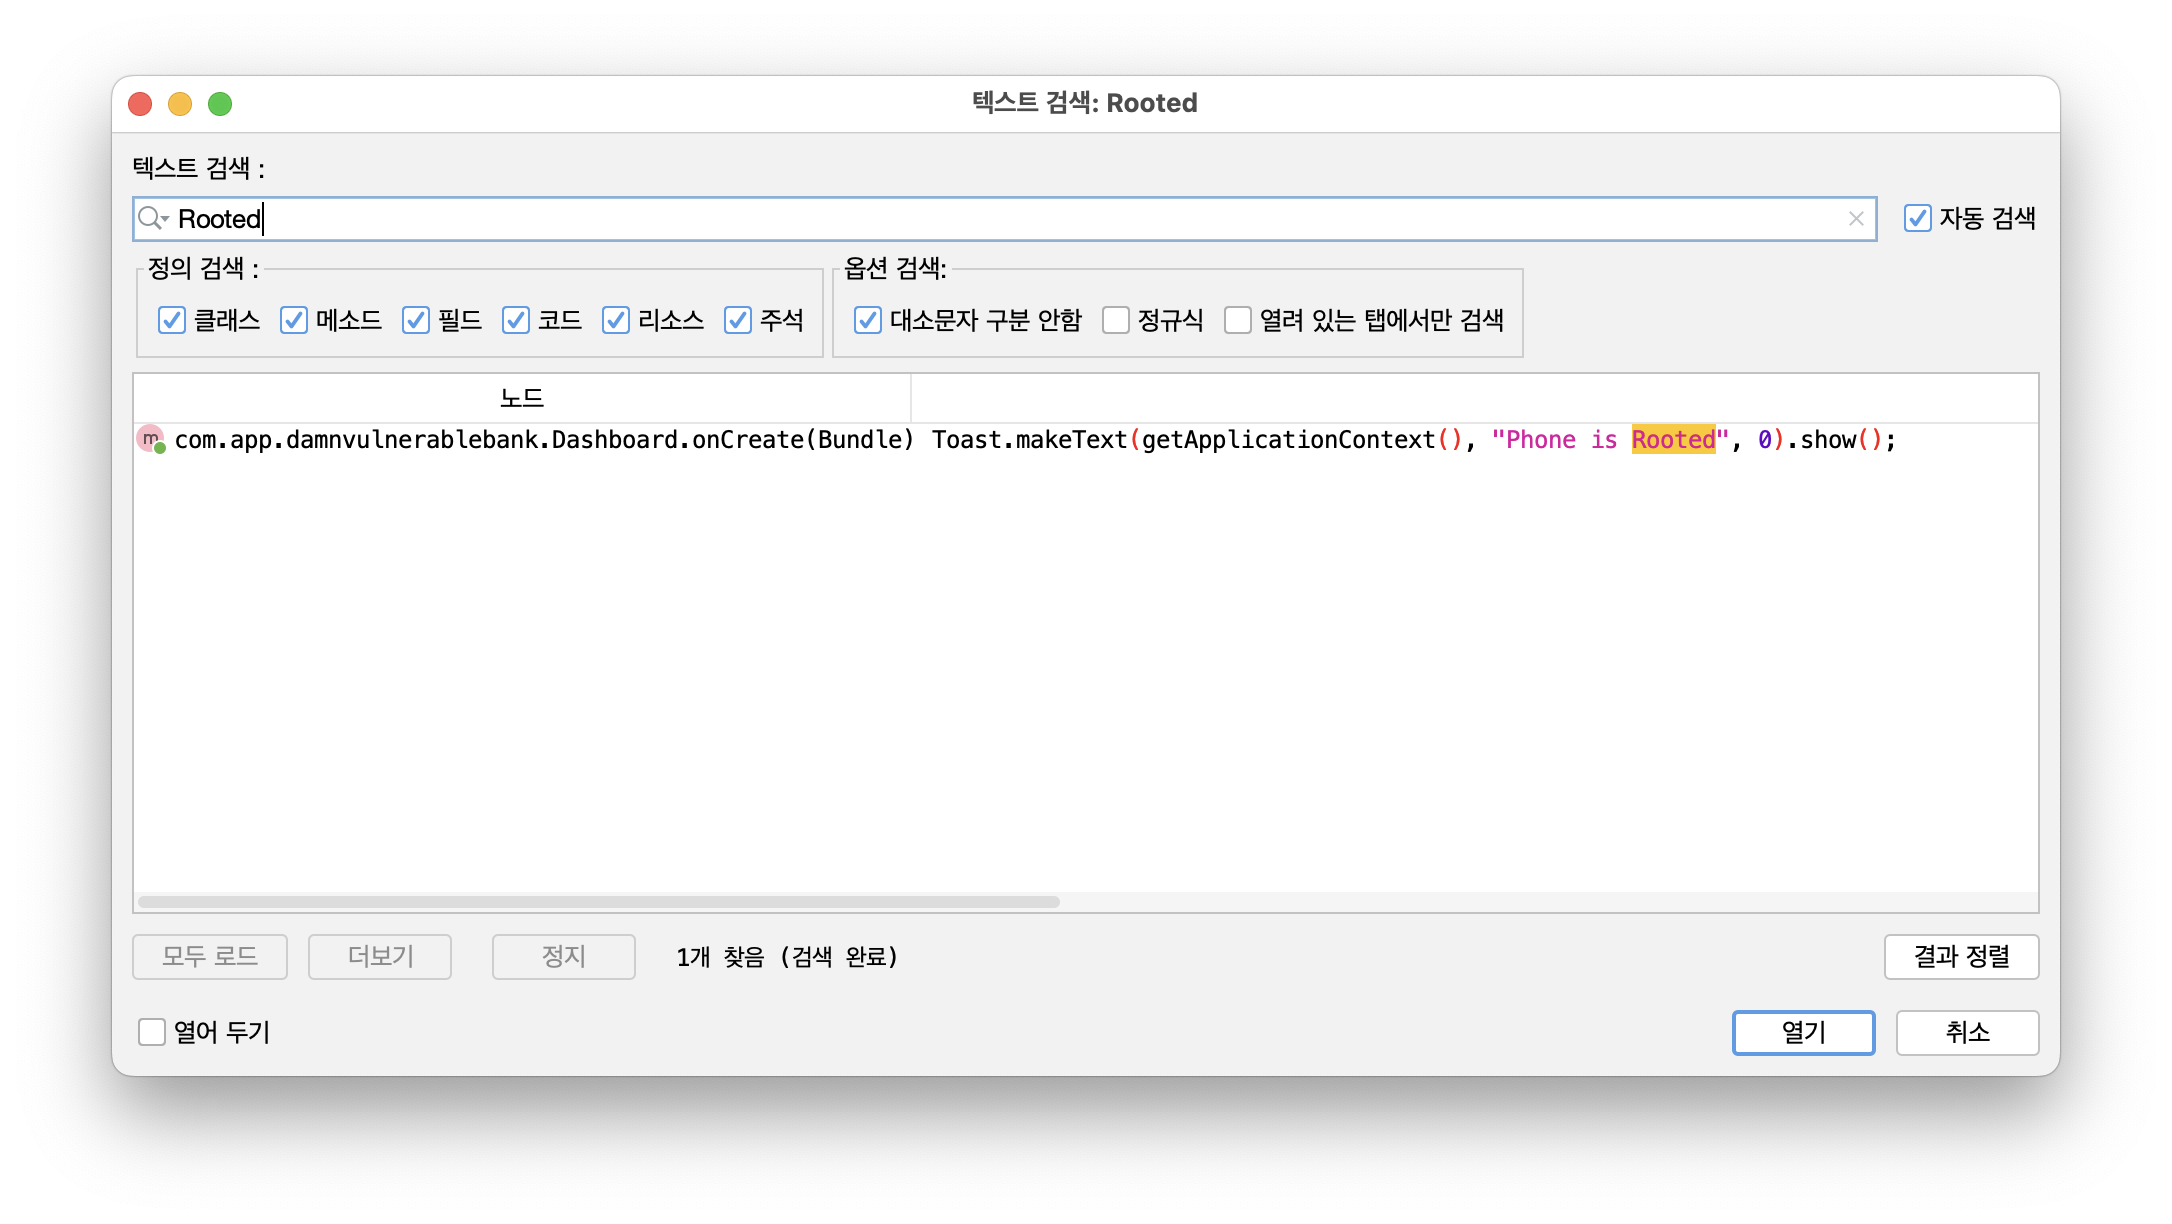 텍스트 검색: Rooted
텍스트 검색 :
Rooted
자동 검색
정의 검색 :
옵션 검색:
클래스 메소드 필드 코드 리소스 주석
대소문자 구분 안함 정규식 열려 있는 탭에서만 검색
노드
m com.app.damnvulnerablebank.Dashboard.onCreate(Bundle) Toast.makeText(getApplicationContext(), "Phone is Rooted", 0).show();
모두 로드 더보기 정지 1개 찾음 (검색 완료) 결과 정렬
열어 두기 열기 취소